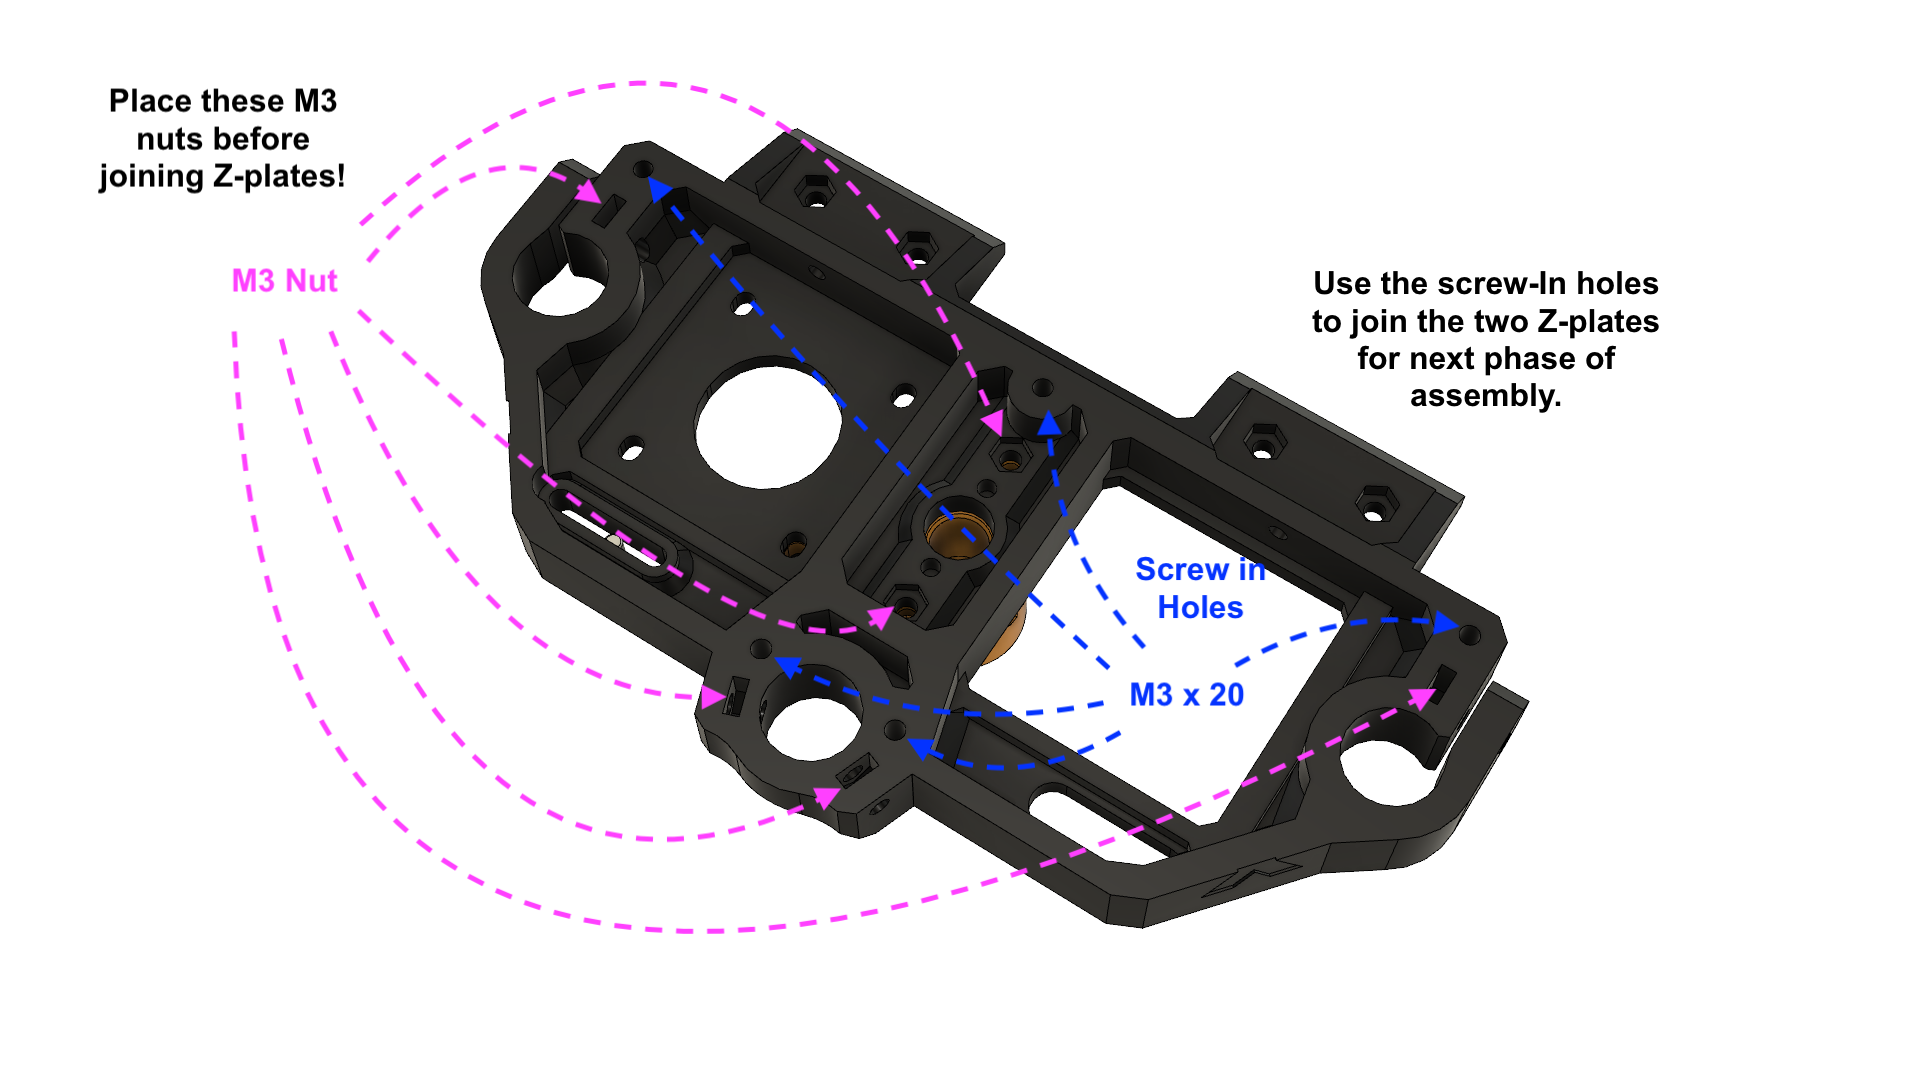 Place these M3
nuts before
joining Z-plates!
M3 Nut
Use the screw-In holes
to join the two Z-plates
for next phase of
assembly.
Screw in
Holes
M3 x 20